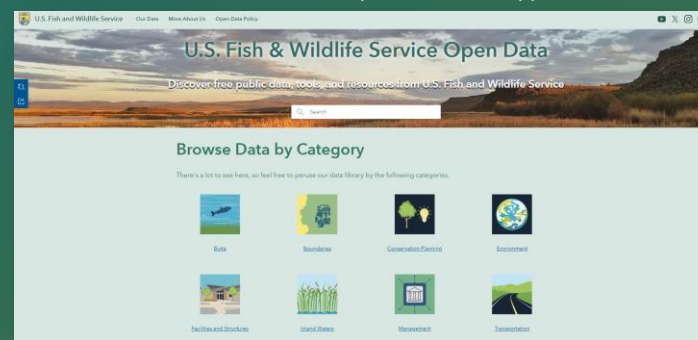 U.S. Fish and Wildlife Service Our Data More About Us Open Data Policy
U.S. Fish & Wildlife Service Open Data
Discover free public data, tools, and resources from U.S. Fish and Wildlife Service
Search
Browse Data by Category
There's a lot to see here, so feel free to peruse our data library by the following categories.
Biota Boundaries Conservation Planning Environment
Facilities and Structures Inland Waters Management Transportation